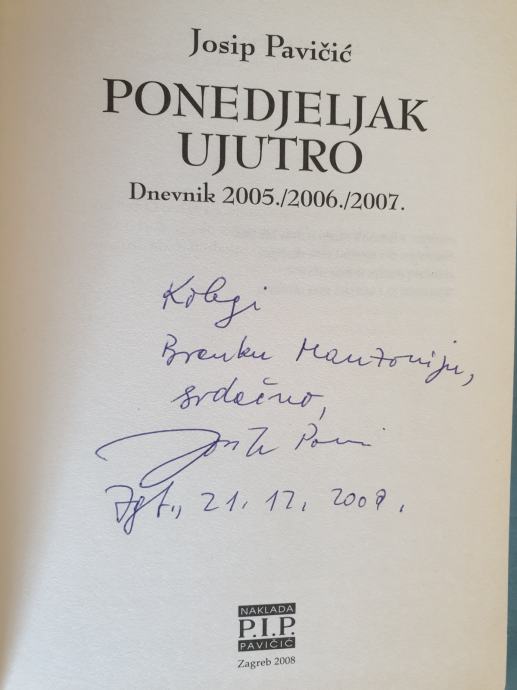 Josip Pavičić
PONEDJELJAK
UJUTRO
Dnevnik 2005./2006./2007.
Kolegi
Branku Manzoniju,
srdačno,
Zgb., 21. 12. 2008.
NAKLADA
P.I.P.
PAVIČIĆ
Zagreb 2008